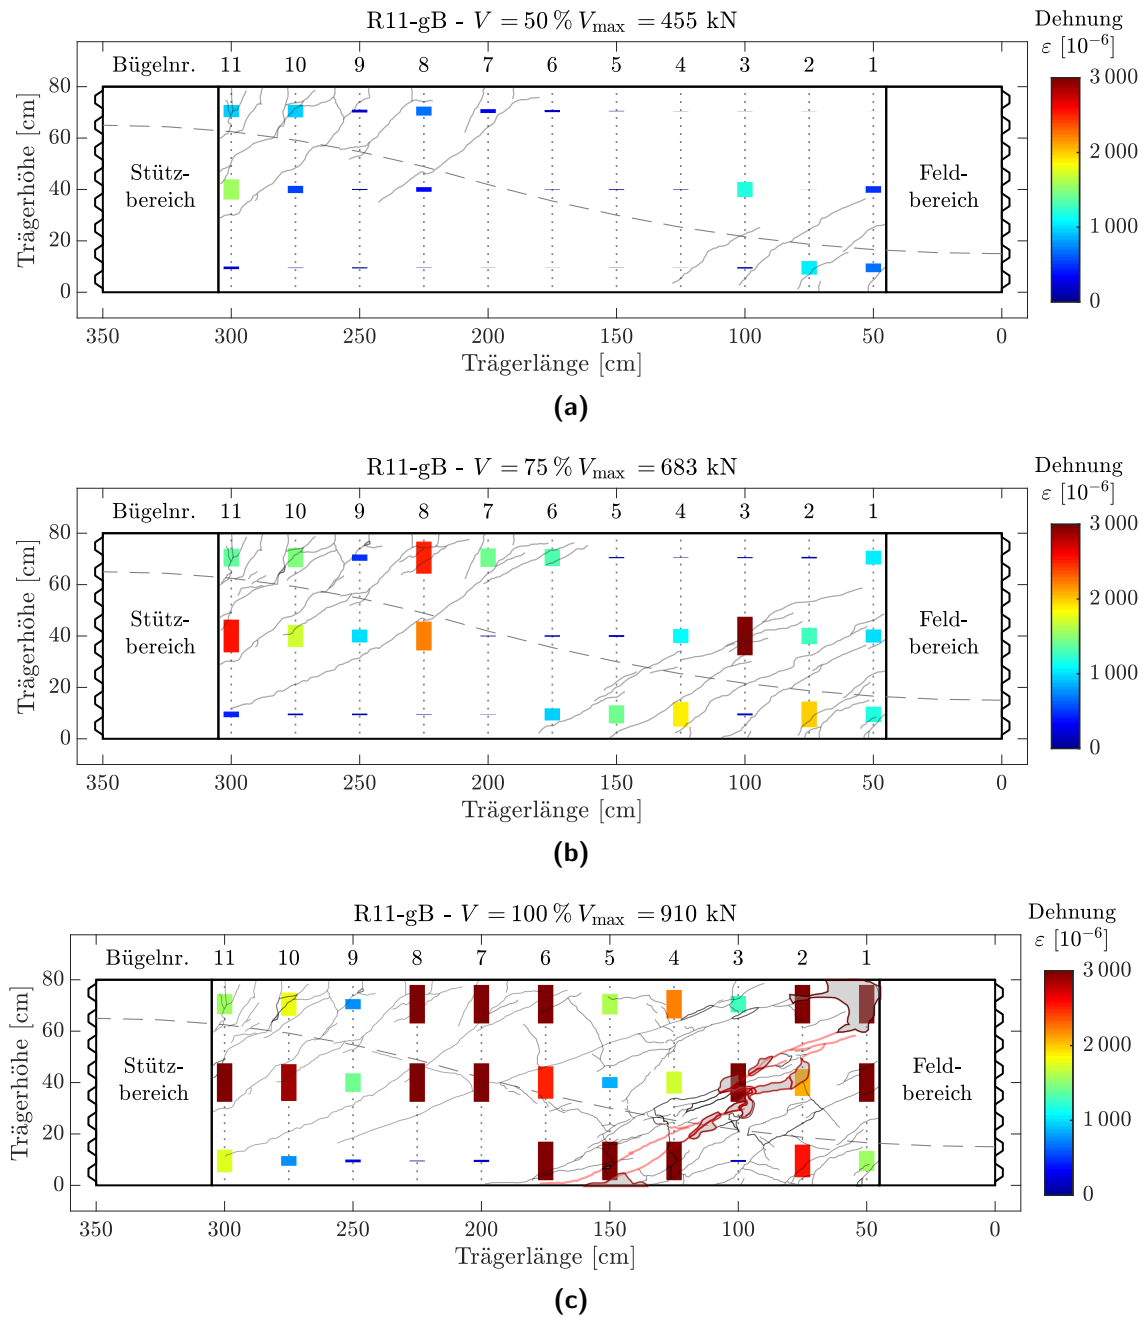 R11-gB - V = 50 % Vmax = 455 kN
Dehnung
ε [10⁻⁶]
Bügelnr. 11 10 9 8 7 6 5 4 3 2 1
80
60
40
20
0
Trägerhöhe [cm]
Stütz-
bereich
Feld-
bereich
3 000
2 000
1 000
0
350 300 250 200 150 100 50 0
Trägerlänge [cm]
(a)
R11-gB - V = 75 % Vmax = 683 kN
Dehnung
ε [10⁻⁶]
Bügelnr. 11 10 9 8 7 6 5 4 3 2 1
80
60
40
20
0
Trägerhöhe [cm]
Stütz-
bereich
Feld-
bereich
3 000
2 000
1 000
0
350 300 250 200 150 100 50 0
Trägerlänge [cm]
(b)
R11-gB - V = 100 % Vmax = 910 kN
Dehnung
ε [10⁻⁶]
Bügelnr. 11 10 9 8 7 6 5 4 3 2 1
80
60
40
20
0
Trägerhöhe [cm]
Stütz-
bereich
Feld-
bereich
3 000
2 000
1 000
0
350 300 250 200 150 100 50 0
Trägerlänge [cm]
(c)